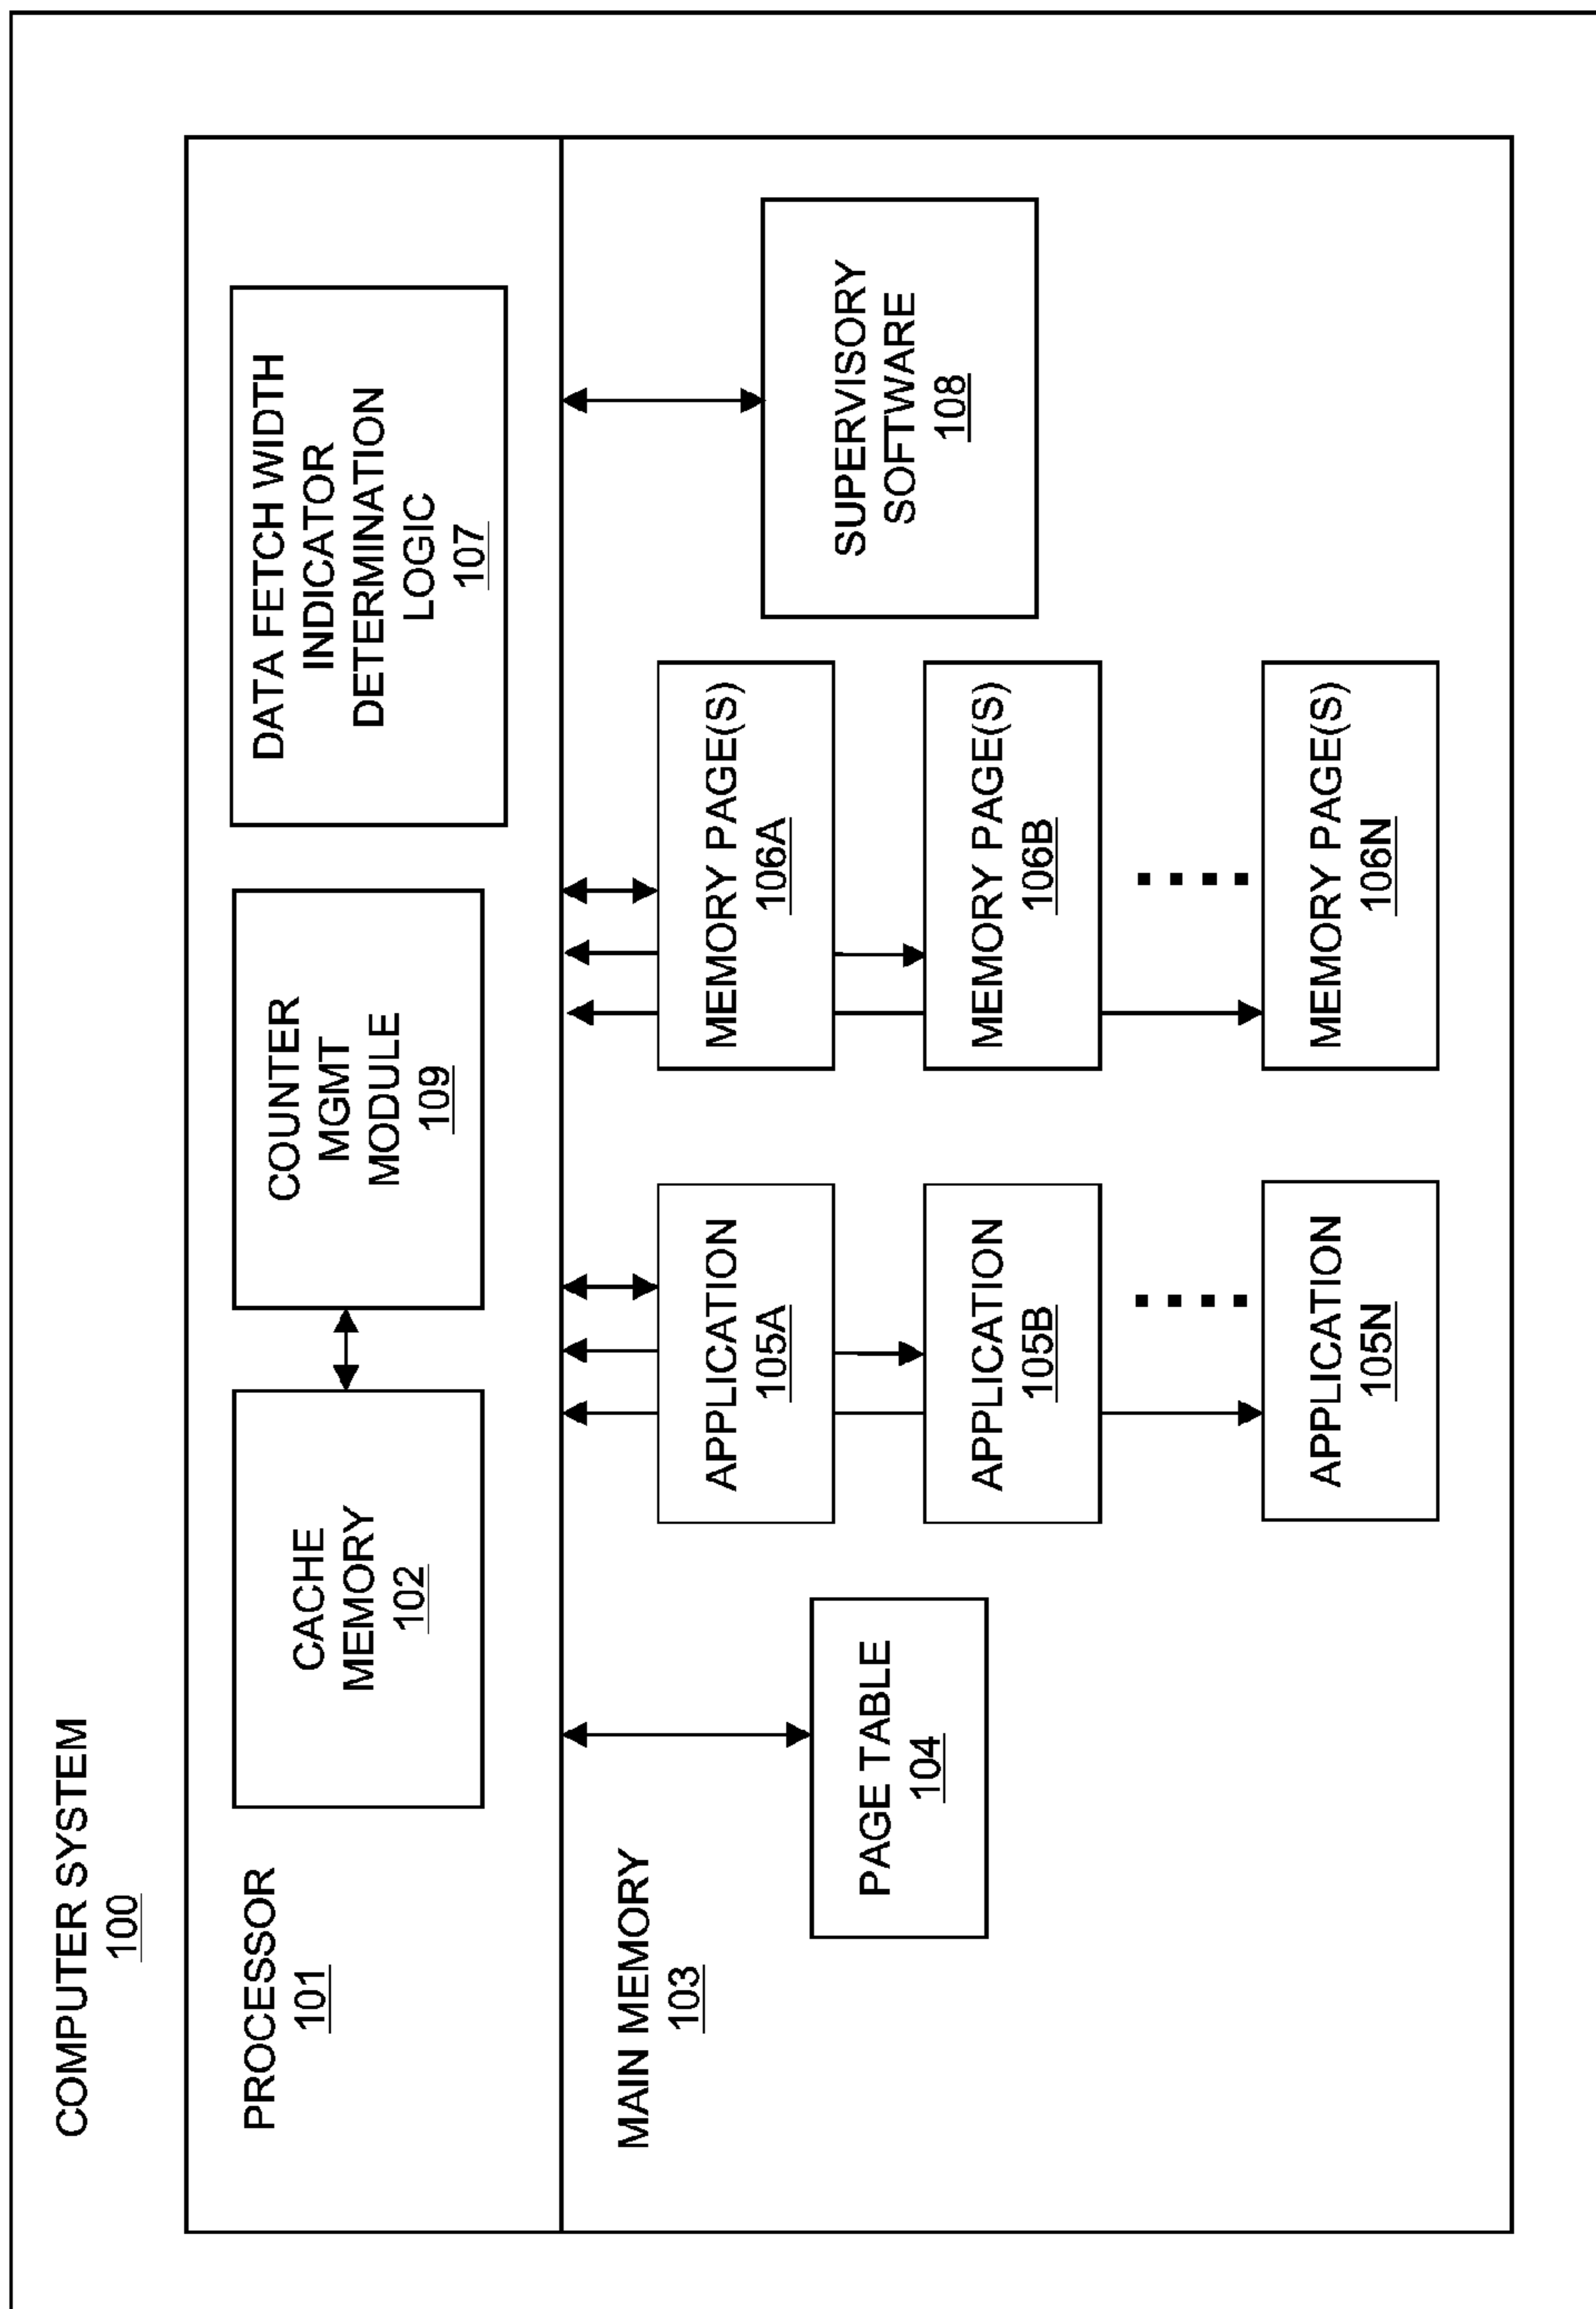 COMPUTER SYSTEM
100
PROCESSOR
101
CACHE
MEMORY
102
COUNTER
MGMT
MODULE
109
DATA FETCH WIDTH
INDICATOR
DETERMINATION
LOGIC
107
MAIN MEMORY
103
PAGE TABLE
104
APPLICATION
105A
APPLICATION
105B
APPLICATION
105N
MEMORY PAGE(S)
106A
MEMORY PAGE(S)
106B
MEMORY PAGE(S)
106N
SUPERVISORY
SOFTWARE
108